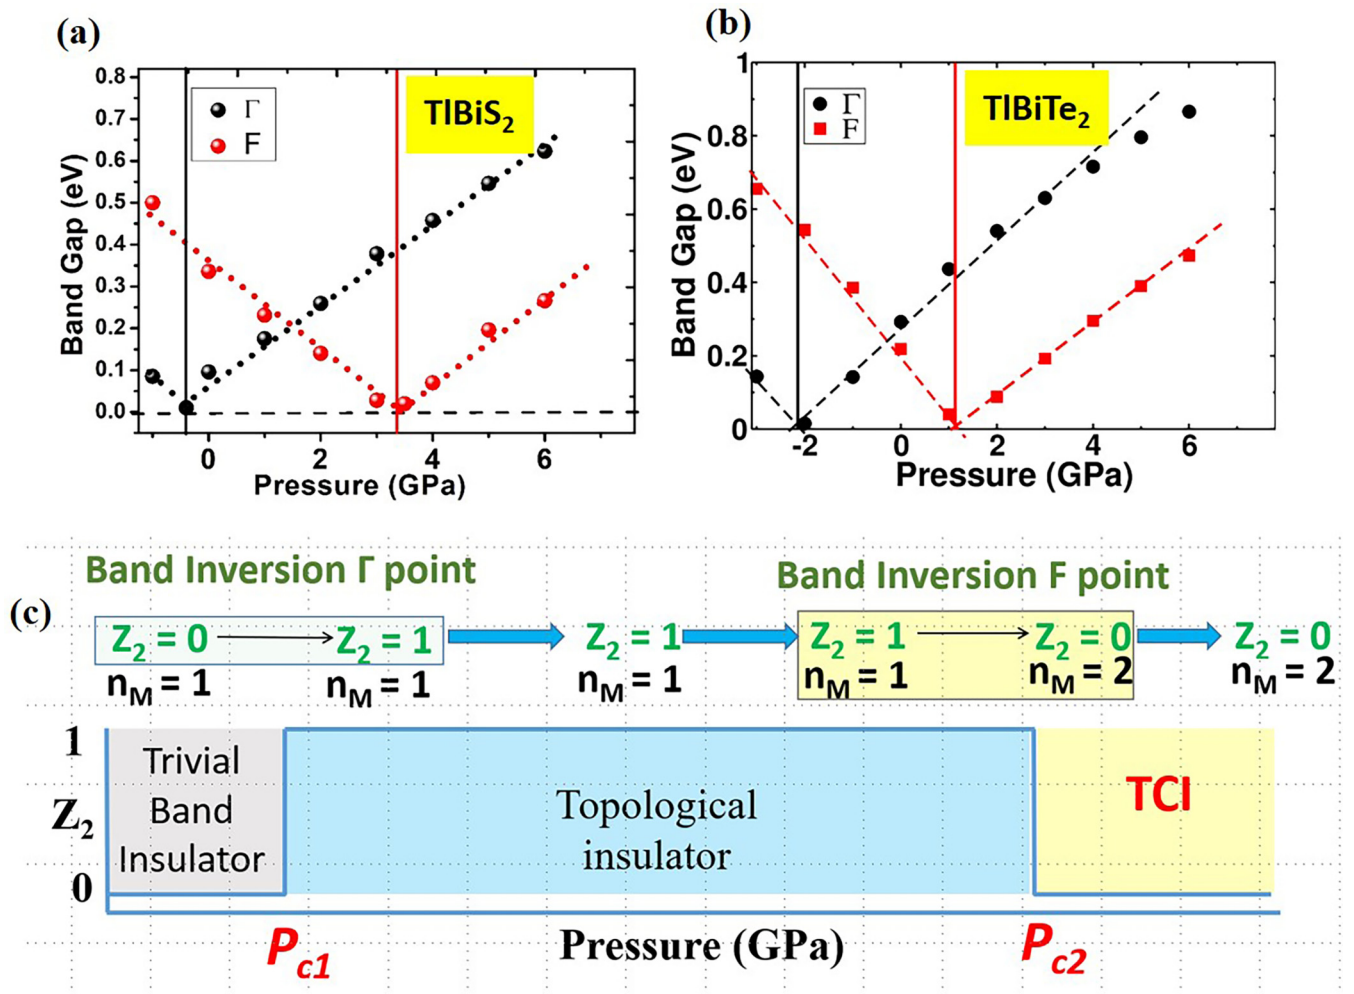 (a)
TlBiS2
Γ
F
Band Gap (eV)
0.8
0.7
0.6
0.5
0.4
0.3
0.2
0.1
0.0
0 2 4 6
Pressure (GPa)
(b)
TlBiTe2
Γ
F
Band Gap (eV)
1
0.8
0.6
0.4
0.2
0
-2 0 2 4 6
Pressure (GPa)
(c)
Band Inversion Γ point
Band Inversion F point
Z2 = 0 Z2 = 1 Z2 = 1 Z2 = 1 Z2 = 0 Z2 = 0
nM = 1 nM = 1 nM = 1 nM = 1 nM = 2 nM = 2
1
Z2
0
Trivial
Band
Insulator
Topological
insulator
TCI
Pc1
Pressure (GPa)
Pc2